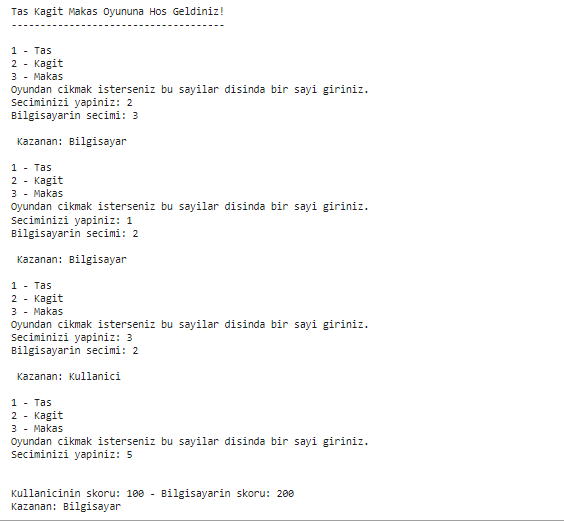 Tas Kagit Makas Oyununa Hos Geldiniz!
-------------------------------------
1 - Tas
2 - Kagit
3 - Makas
Oyundan cikmak isterseniz bu sayilar disinda bir sayi giriniz.
Seciminizi yapiniz: 2
Bilgisayarin secimi: 3
Kazanan: Bilgisayar
1 - Tas
2 - Kagit
3 - Makas
Oyundan cikmak isterseniz bu sayilar disinda bir sayi giriniz.
Seciminizi yapiniz: 1
Bilgisayarin secimi: 2
Kazanan: Bilgisayar
1 - Tas
2 - Kagit
3 - Makas
Oyundan cikmak isterseniz bu sayilar disinda bir sayi giriniz.
Seciminizi yapiniz: 3
Bilgisayarin secimi: 2
Kazanan: Kullanici
1 - Tas
2 - Kagit
3 - Makas
Oyundan cikmak isterseniz bu sayilar disinda bir sayi giriniz.
Seciminizi yapiniz: 5
Kullanicinin skoru: 100 - Bilgisayarin skoru: 200
Kazanan: Bilgisayar